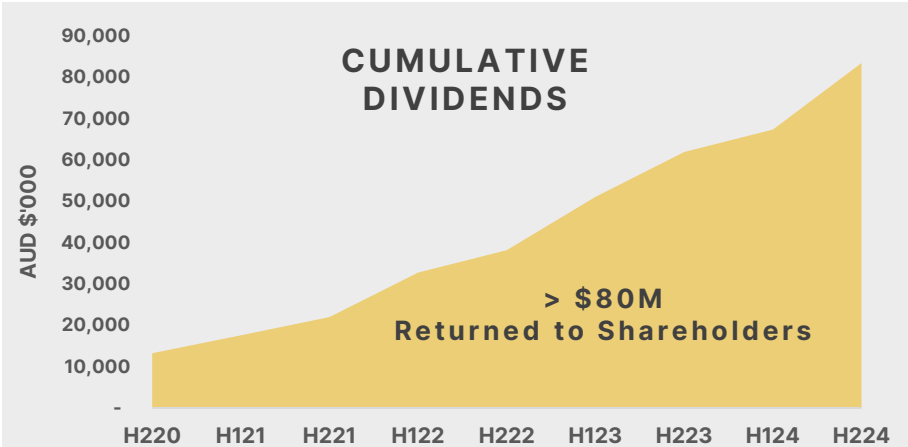 CUMULATIVE
DIVIDENDS
AUD $'000
90,000
80,000
70,000
60,000
50,000
40,000
30,000
20,000
10,000
-
> $80M
Returned to Shareholders
H220 H121 H221 H122 H222 H123 H223 H124 H224